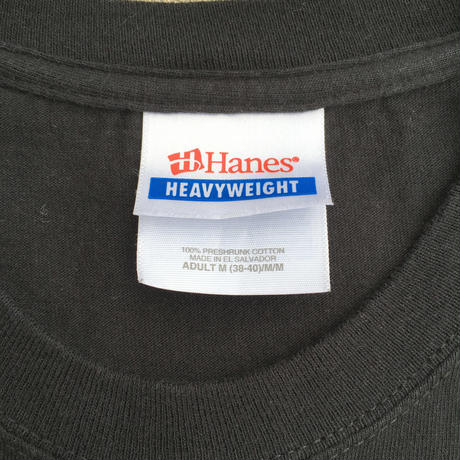 Hanes®
HEAVYWEIGHT
100% PRESHRUNK COTTON
MADE IN EL SALVADOR
ADULT M (38-40)/M/M